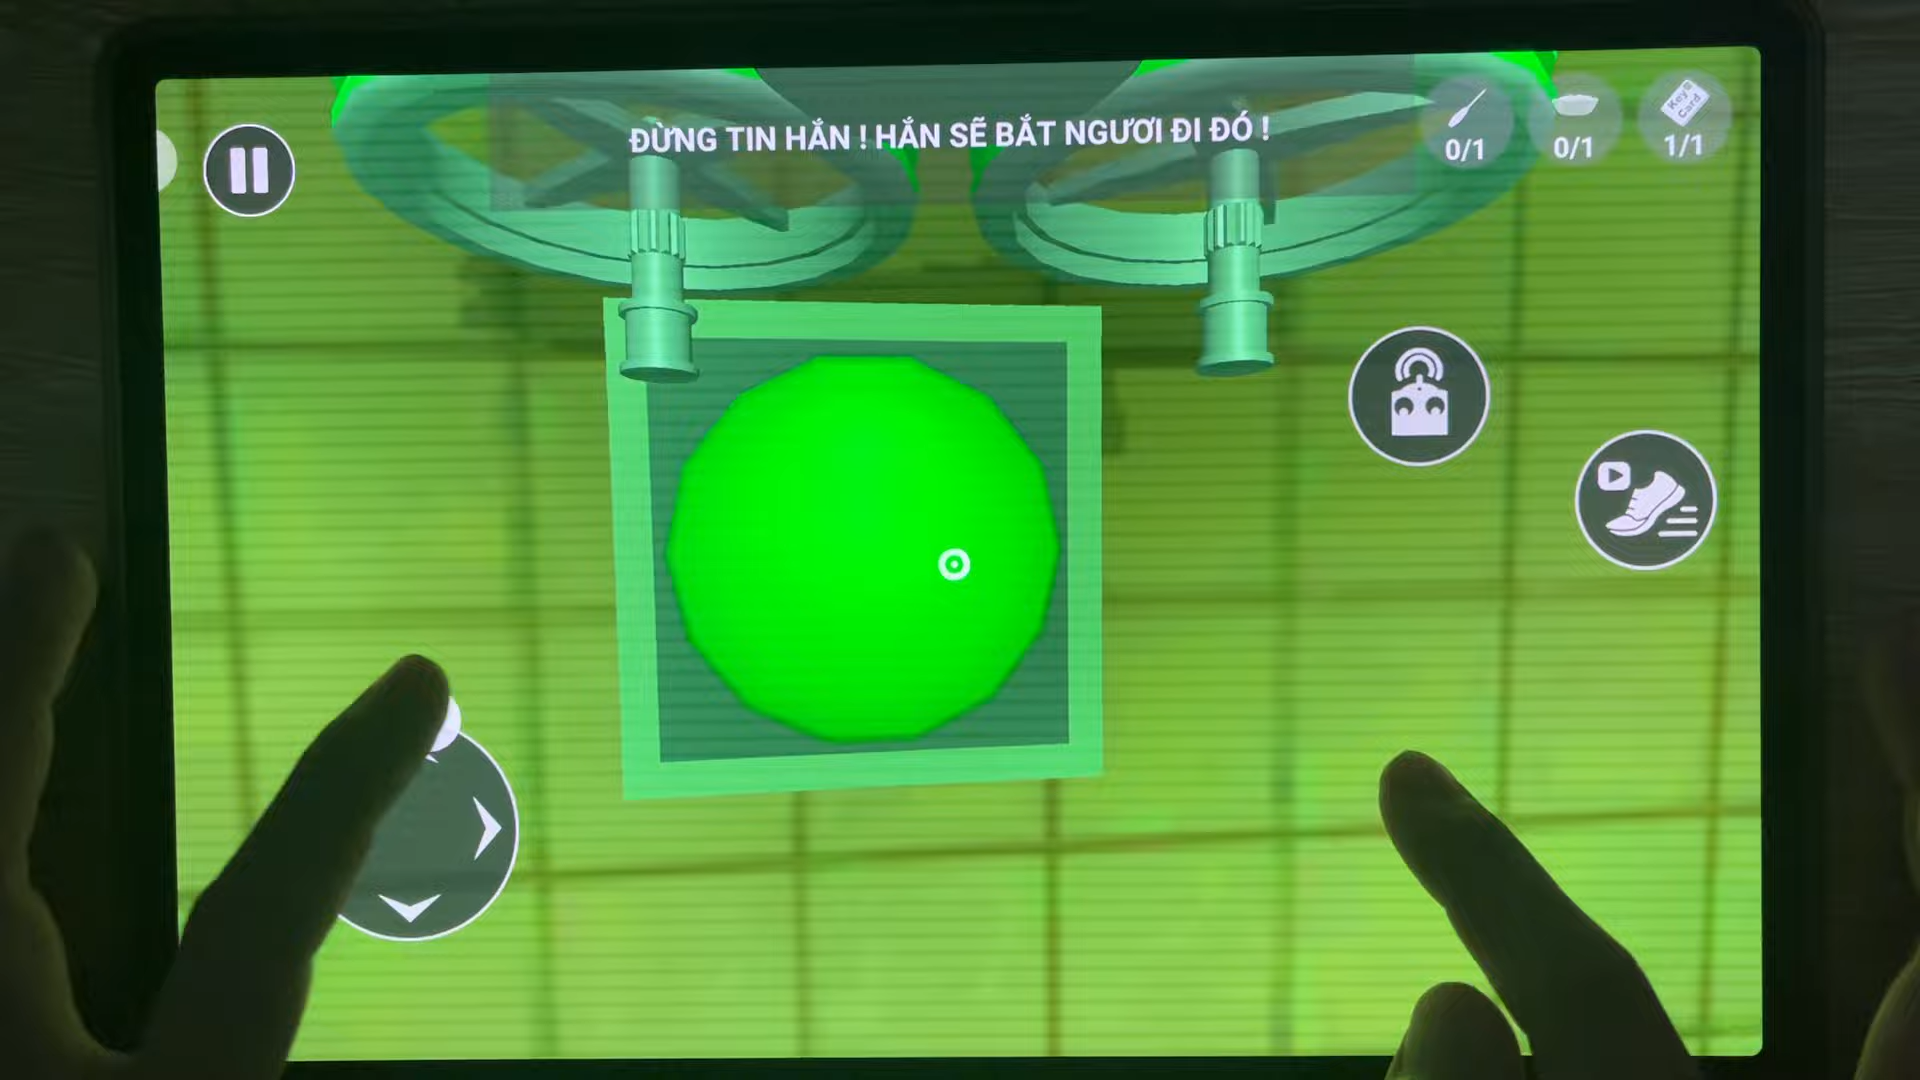 ĐỪNG TIN HẮN ! HẮN SẼ BẮT NGƯƠI ĐI ĐÓ !
0/1
0/1
Key Card
1/1